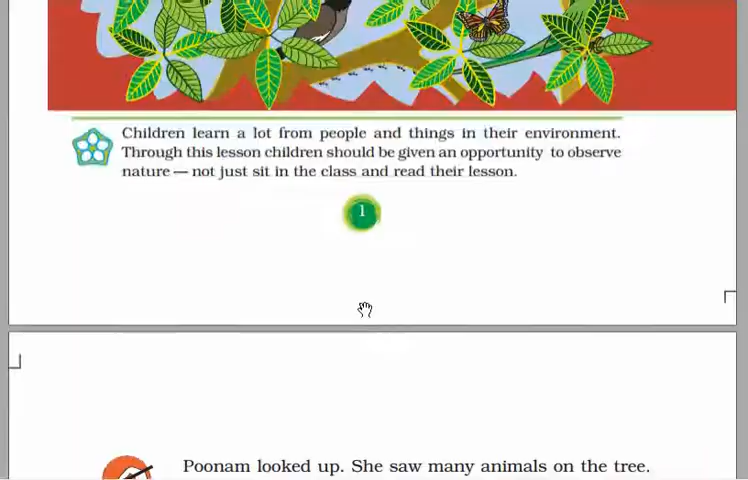 Children learn a lot from people and things in their environment.
Through this lesson children should be given an opportunity to observe
nature — not just sit in the class and read their lesson.
1
Poonam looked up. She saw many animals on the tree.